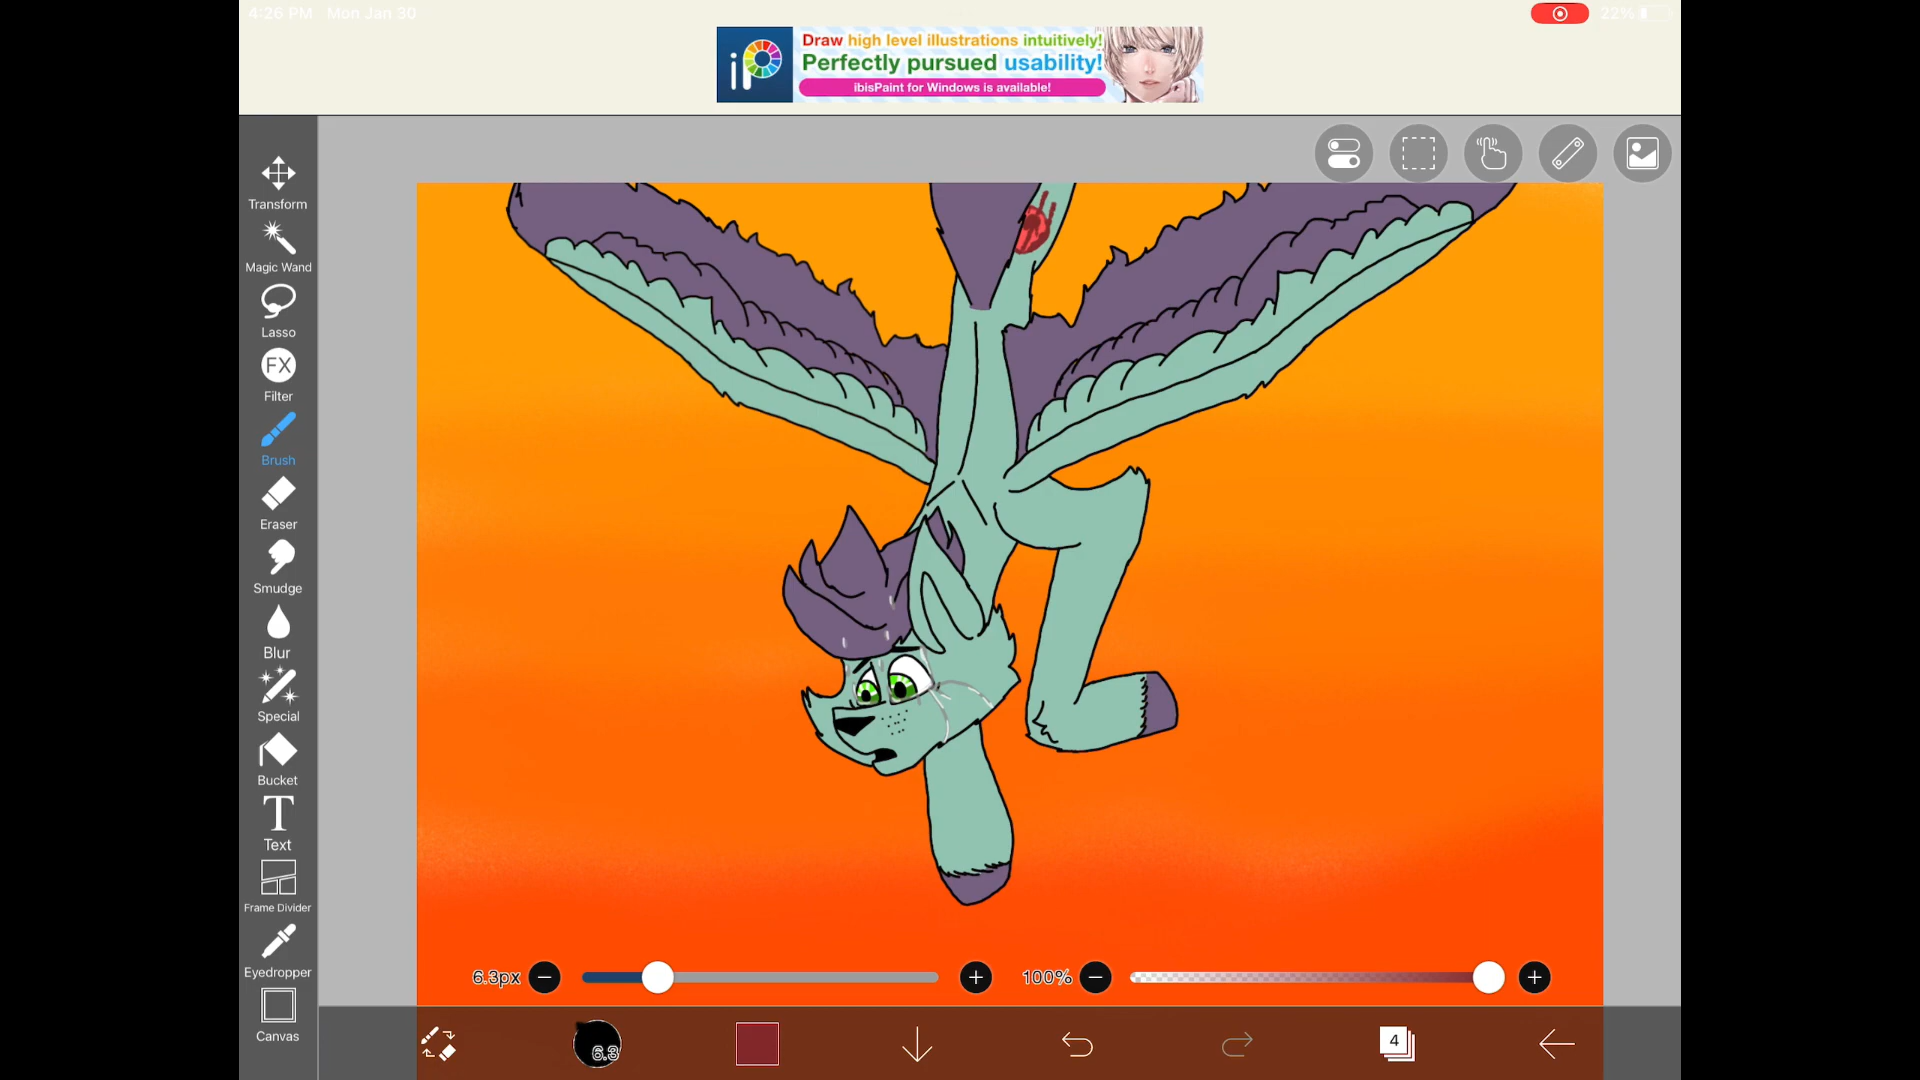 4:26 PM Mon Jan 30
22%
iP
Draw high level illustrations intuitively!
Perfectly pursued usability!
ibisPaint for Windows is available!
Transform
Magic Wand
Lasso
FX
Filter
Brush
Eraser
Smudge
Blur
Special
Bucket
T
Text
Frame Divider
Eyedropper
Canvas
6.3px
100%
6.3
4